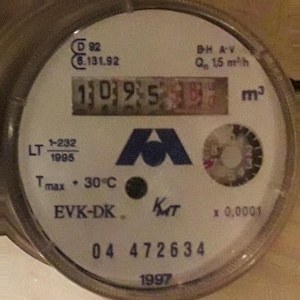 D 92
6.131.92
B-H A-V
Qn 1,5 m³/h
1095
m³
LT 1-232
1995
Tmax + 30°C
EVK-DK
KMT
x 0,0001
04 472634
1997